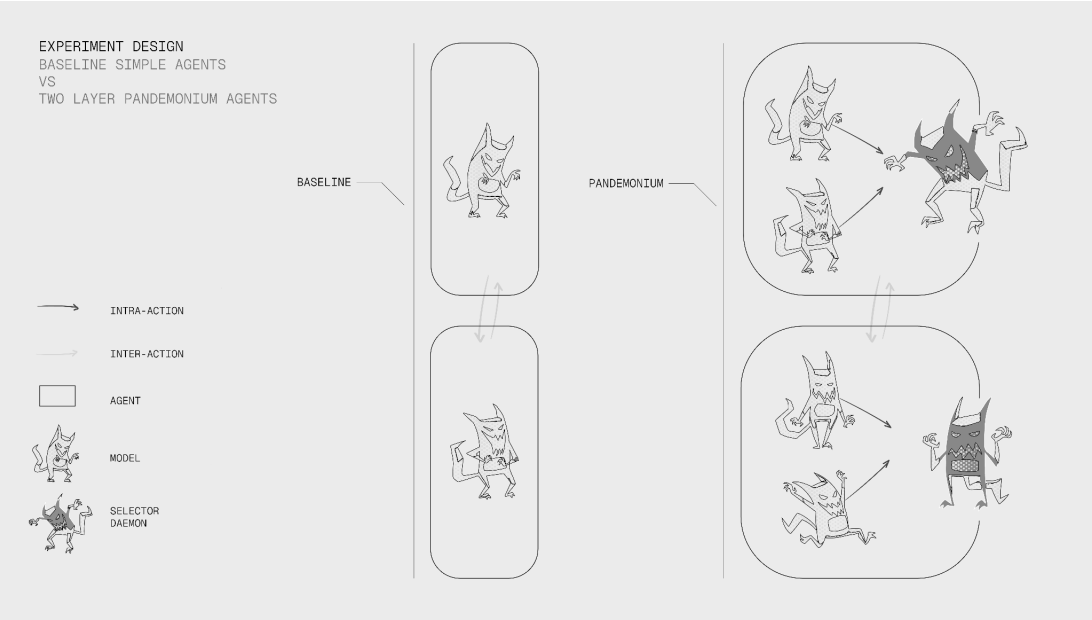 EXPERIMENT DESIGN
BASELINE SIMPLE AGENTS
VS
TWO LAYER PANDEMONIUM AGENTS
BASELINE
PANDEMONIUM
INTRA-ACTION
INTER-ACTION
AGENT
MODEL
SELECTOR
DAEMON